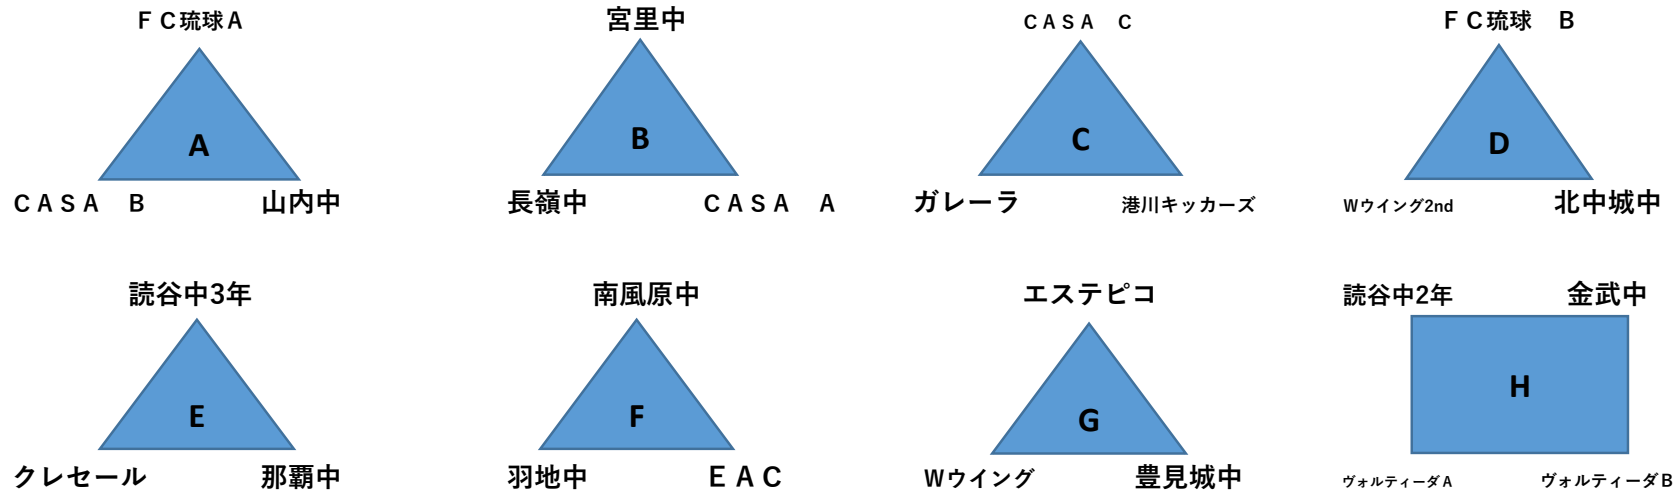 ＦＣ琉球Ａ
A
ＣＡＳＡ　Ｂ
山内中
宮里中
B
長嶺中
ＣＡＳＡ　Ａ
ＣＡＳＡ　Ｃ
C
ガレーラ
港川キッカーズ
ＦＣ琉球　Ｂ
D
Wウイング2nd
北中城中
読谷中3年
E
クレセール
那覇中
南風原中
F
羽地中
ＥＡＣ
エステピコ
G
Wウイング
豊見城中
読谷中2年
金武中
H
ヴォルティーダＡ
ヴォルティーダＢ